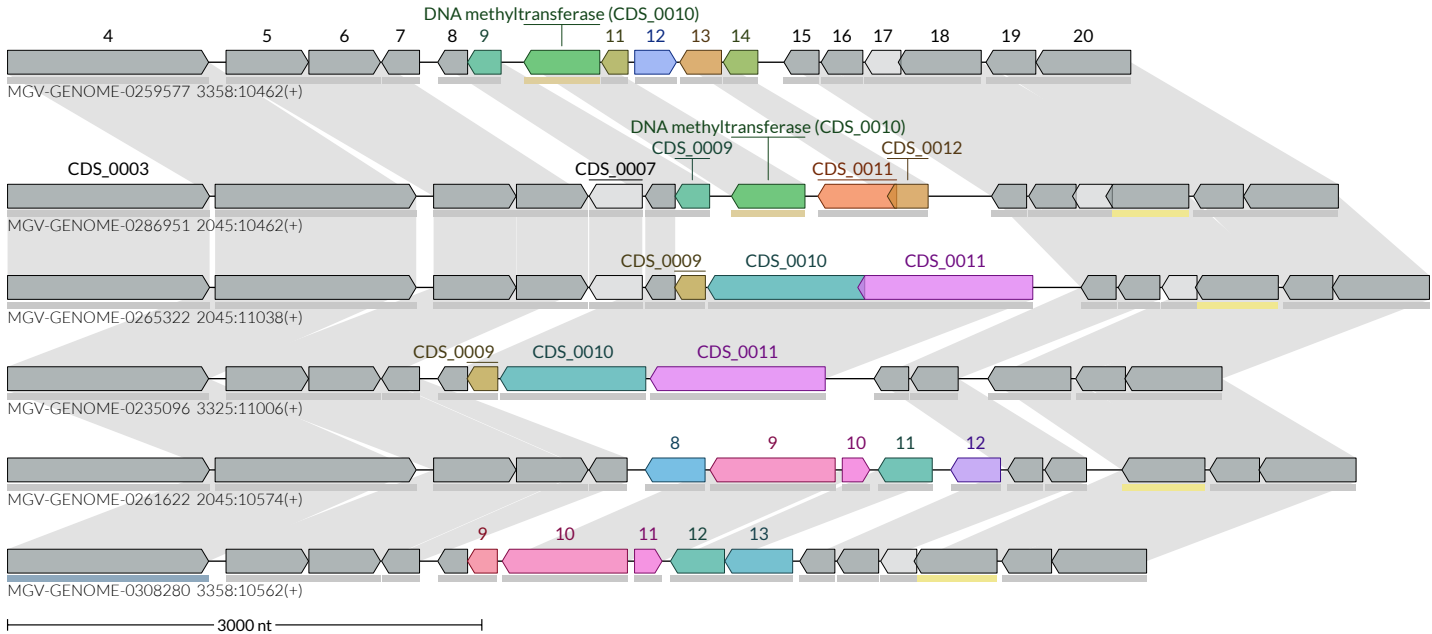 DNA methyltransferase (CDS_0010)
4 5 6 7 8 9 11 12 13 14 15 16 17 18 19 20
MGV-GENOME-0259577 3358:10462(+)
DNA methyltransferase (CDS_0010)
CDS_0009 CDS_0012
CDS_0003 CDS_0007 CDS_0011
MGV-GENOME-0286951 2045:10462(+)
CDS_0009 CDS_0010 CDS_0011
MGV-GENOME-0265322 2045:11038(+)
CDS_0009 CDS_0010 CDS_0011
MGV-GENOME-0235096 3325:11006(+)
8 9 10 11 12
MGV-GENOME-0261622 2045:10574(+)
9 10 11 12 13
MGV-GENOME-0308280 3358:10562(+)
3000 nt